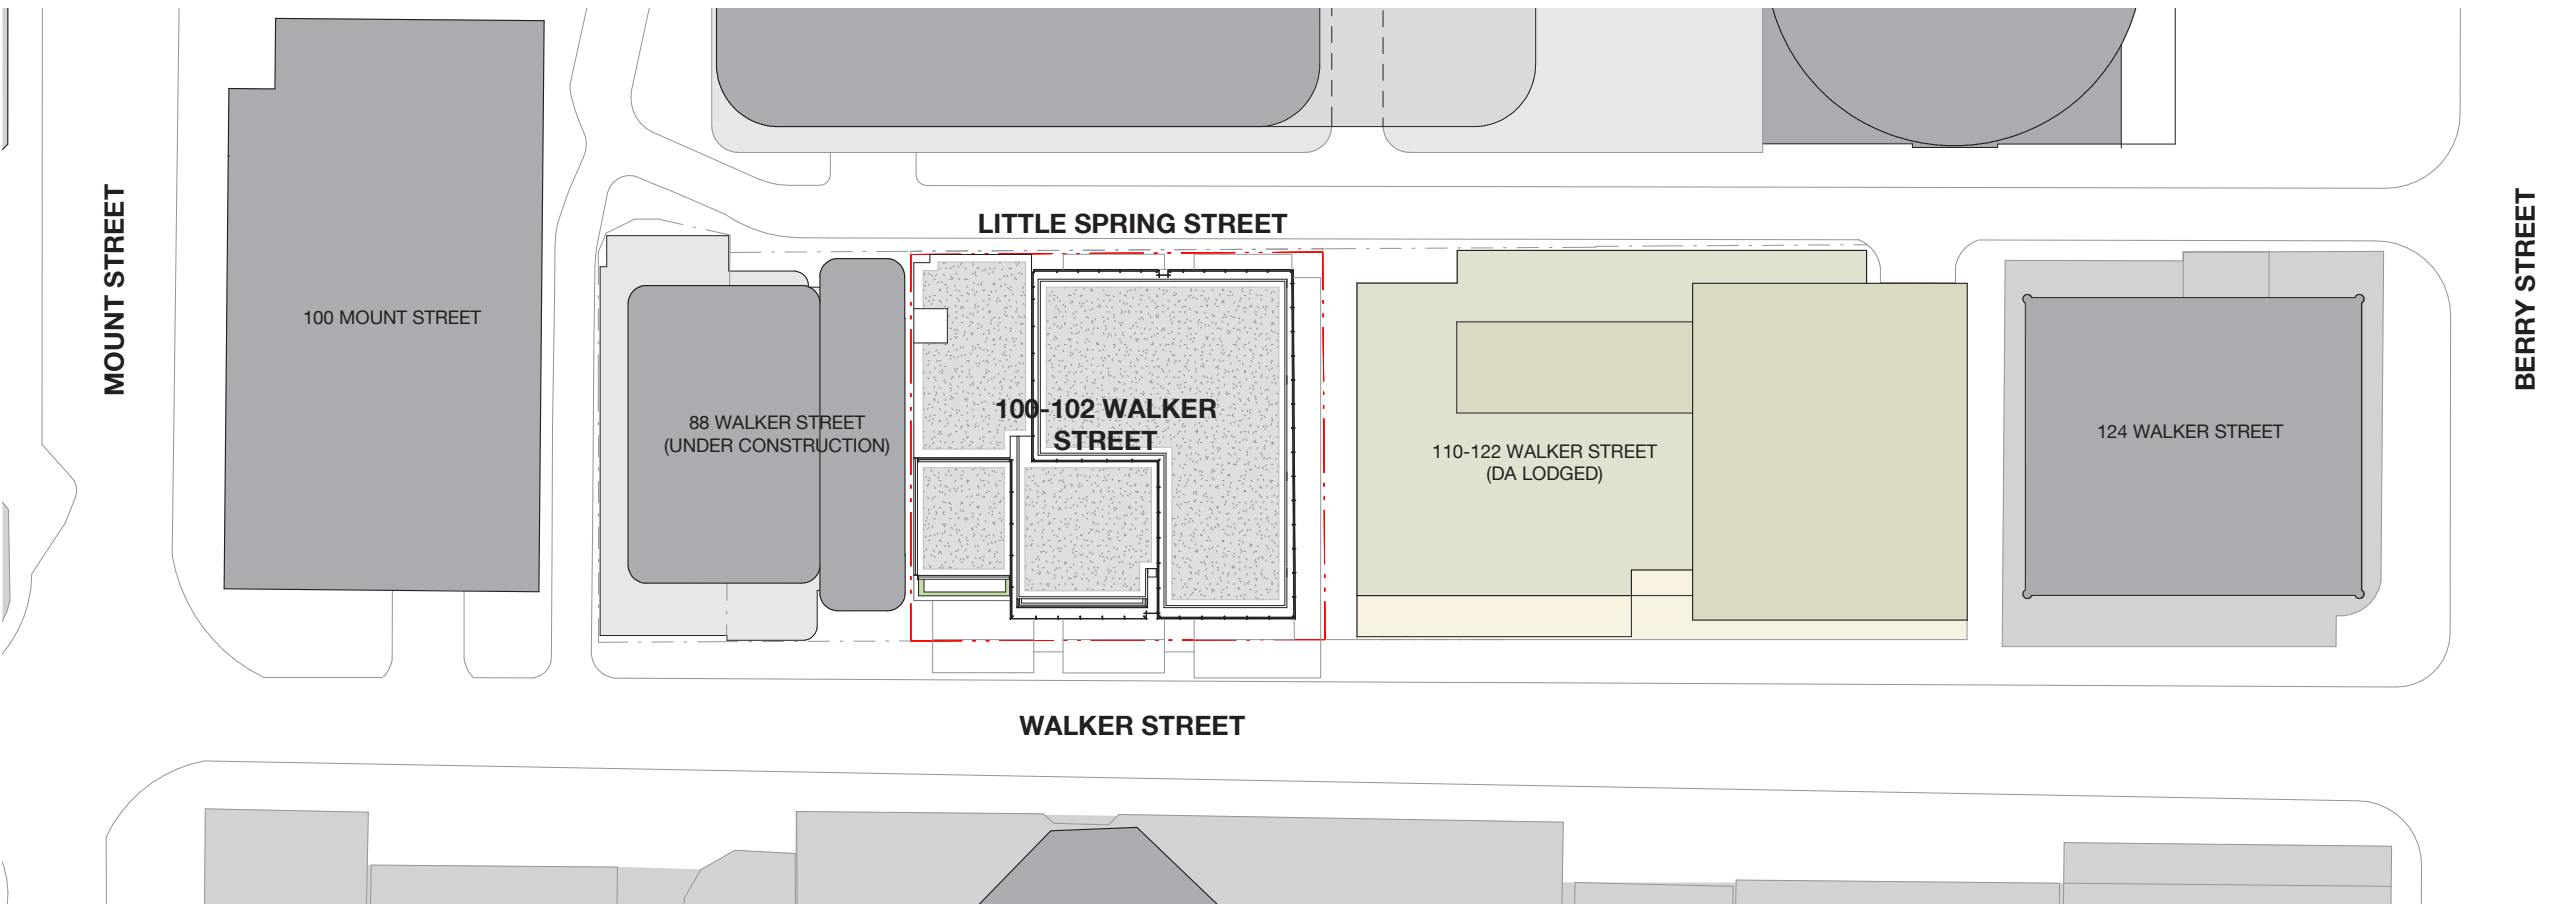 LITTLE SPRING STREET
MOUNT STREET
BERRY STREET
100 MOUNT STREET
88 WALKER STREET
(UNDER CONSTRUCTION)
100-102 WALKER
STREET
110-122 WALKER STREET
(DA LODGED)
124 WALKER STREET
WALKER STREET